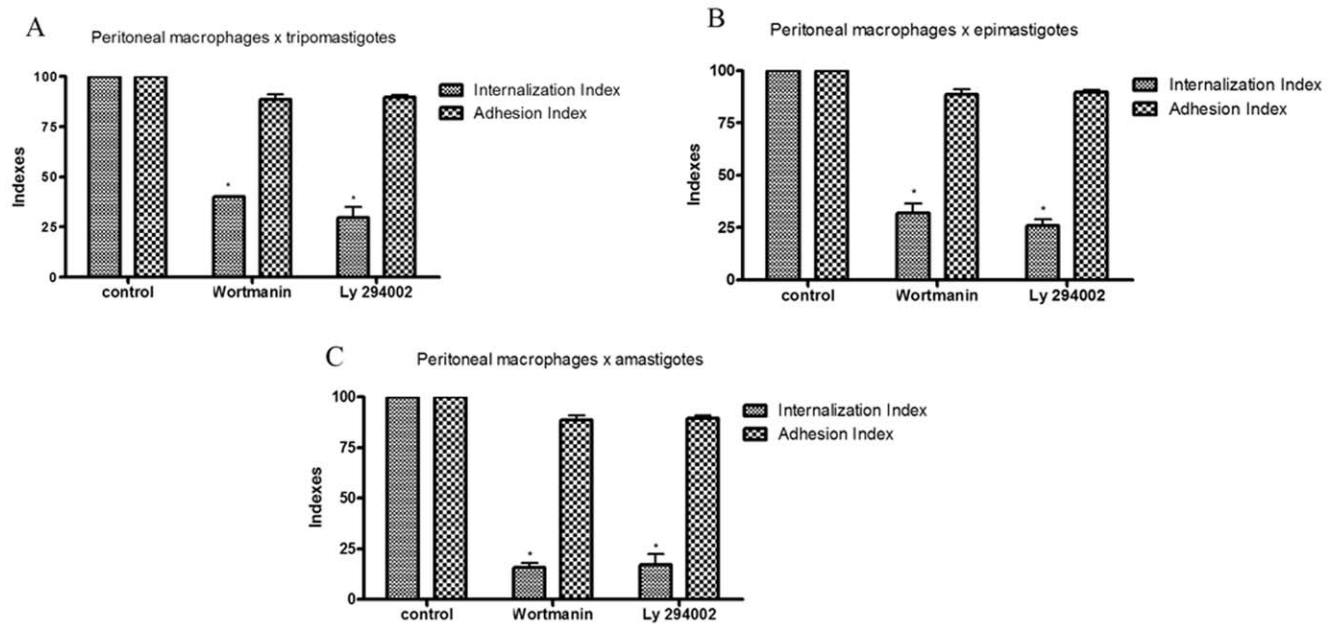 A
Peritoneal macrophages x tripomastigotes
Internalization Index
Adhesion Index
Indexes
100
75
50
25
0
*
*
control
Wortmanin
Ly 294002
B
Peritoneal macrophages x epimastigotes
Internalization Index
Adhesion Index
Indexes
100
75
50
25
0
*
*
control
Wortmanin
Ly 294002
C
Peritoneal macrophages x amastigotes
Internalization Index
Adhesion Index
Indexes
100
75
50
25
0
*
*
control
Wortmanin
Ly 294002